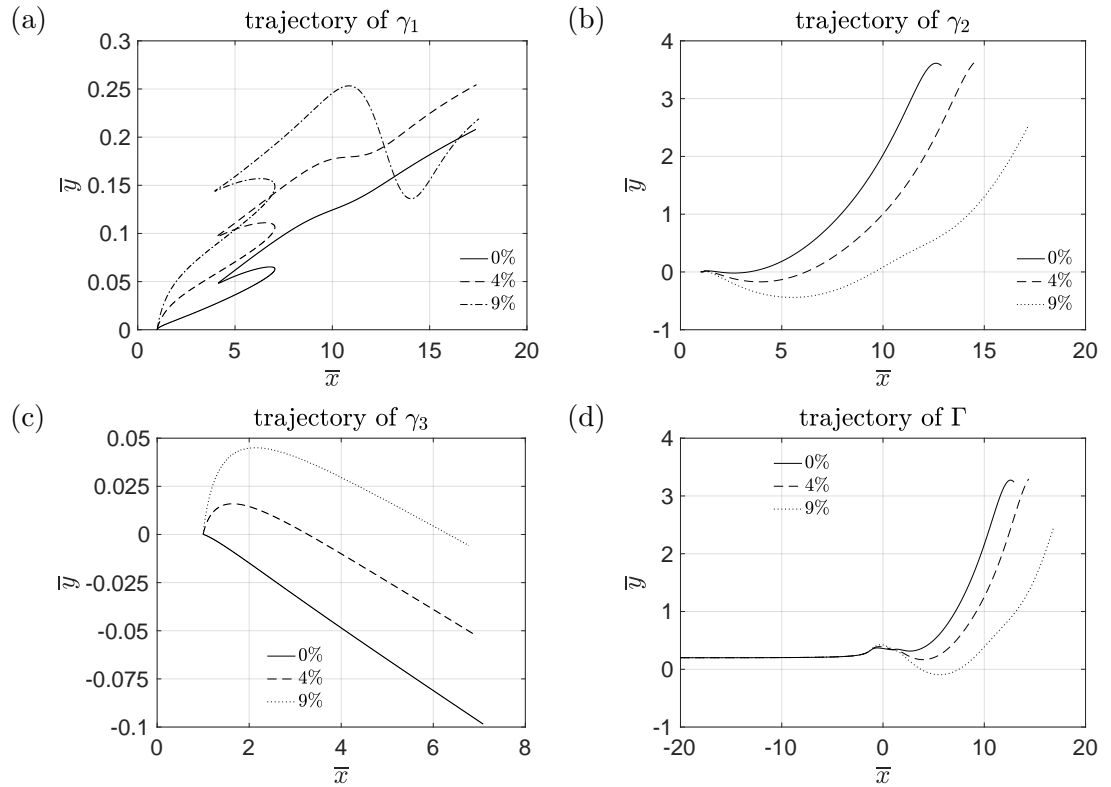 (a)
trajectory of γ₁
0.3
0.25
0.2
0.15
0.1
0.05
0
y̅
0%
4%
9%
0 5 10 15 20
x̅
(b)
trajectory of γ₂
4
3
2
1
0
-1
y̅
0%
4%
9%
0 5 10 15 20
x̅
(c)
trajectory of γ₃
0.05
0.025
0
-0.025
-0.05
-0.075
-0.1
y̅
0%
4%
9%
0 2 4 6 8
x̅
(d)
trajectory of Γ
4
3
2
1
0
-1
y̅
0%
4%
9%
-20 -10 0 10 20
x̅